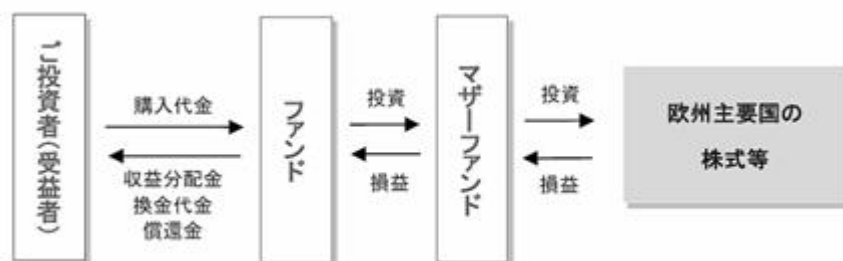 ご投資者(受益者)
購入代金
収益分配金
換金代金
償還金
ファンド
投資
損益
マザーファンド
投資
損益
欧州主要国の
株式等